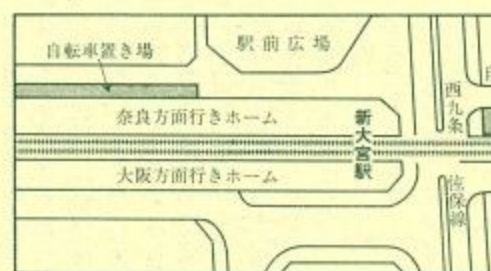 自転車置き場
駅前広場
奈良方面行きホーム
新大宮駅
大阪方面行きホーム
西九条
佐保線